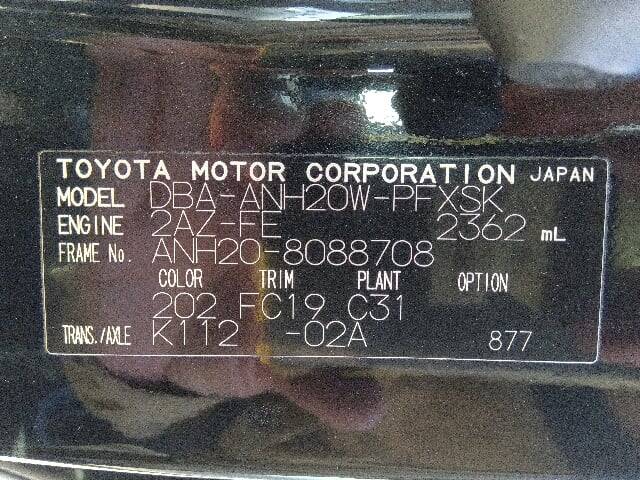 TOYOTA MOTOR CORPORATION JAPAN
MODEL DBA-ANH20W-PFXSK
ENGINE 2AZ-FE 2362 mL
FRAME No. ANH20-8088708
COLOR TRIM PLANT OPTION
202 FC19 C31
TRANS./AXLE K112 -02A 877